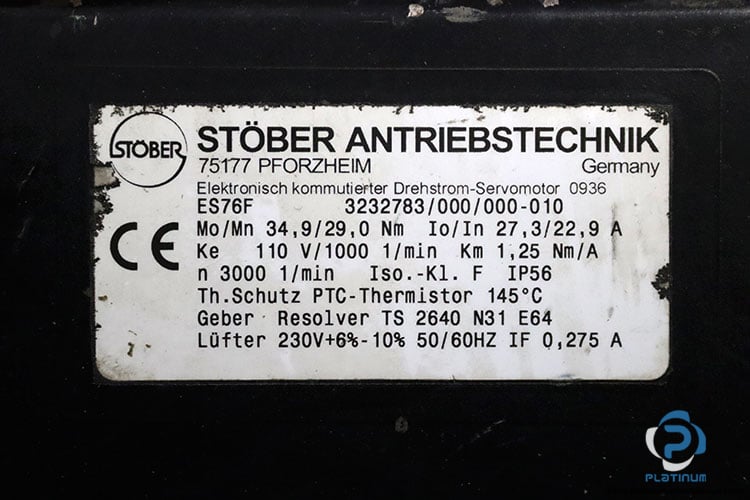 STÖBER
STÖBER ANTRIEBSTECHNIK
75177 PFORZHEIM Germany
Elektronisch kommutierter Drehstrom-Servomotor 0936
ES76F 3232783/000/000-010
Mo/Mn 34,9/29,0 Nm Io/In 27,3/22,9 A
Ke 110 V/1000 1/min Km 1,25 Nm/A
n 3000 1/min Iso.-Kl. F IP56
Th.Schutz PTC-Thermistor 145°C
Geber Resolver TS 2640 N31 E64
Lüfter 230V+6%-10% 50/60HZ IF 0,275 A
CE
PLATINUM